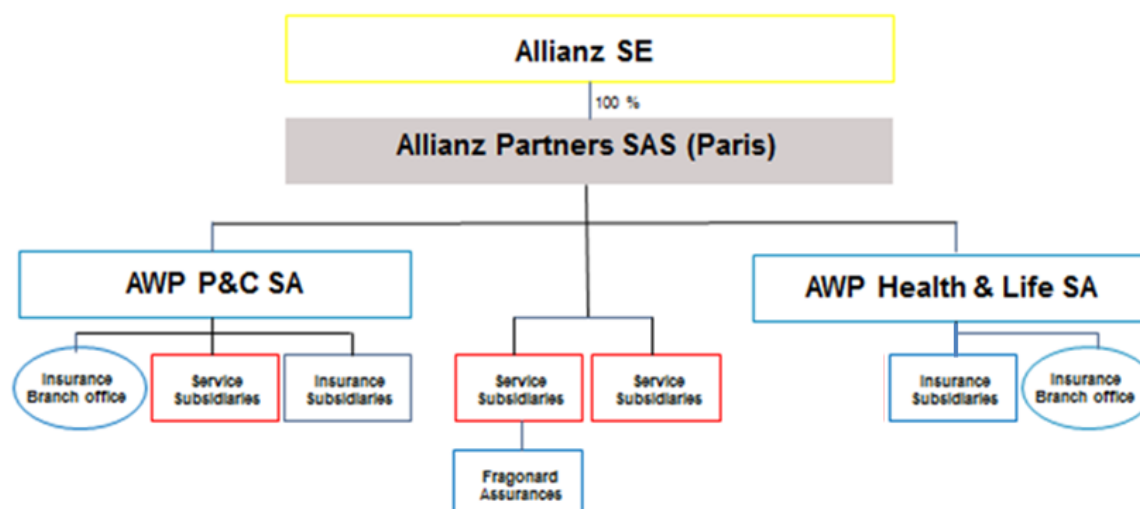 Allianz SE
100 %
Allianz Partners SAS (Paris)
AWP P&C SA
AWP Health & Life SA
Insurance
Branch office
Service
Subsidiaries
Insurance
Subsidiaries
Service
Subsidiaries
Service
Subsidiaries
Insurance
Subsidiaries
Insurance
Branch office
Fragonard
Assurances